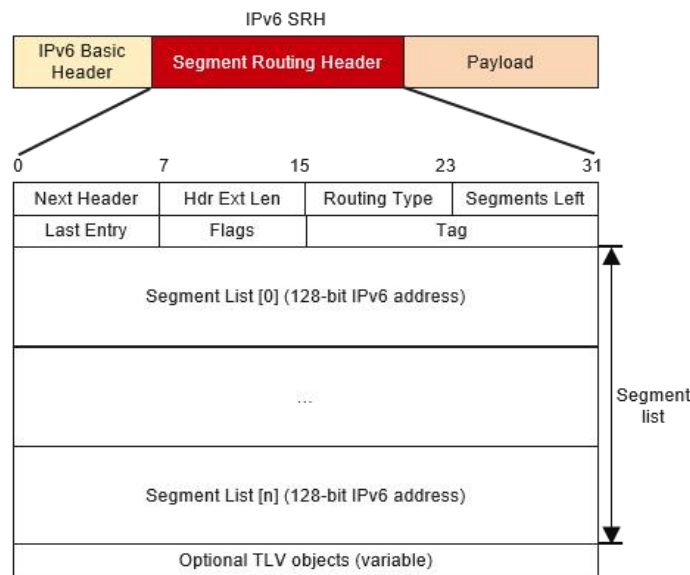 IPv6 SRH
IPv6 Basic
Header
Segment Routing Header
Payload
0 7 15 23 31
Next Header Hdr Ext Len Routing Type Segments Left
Last Entry Flags Tag
Segment List [0] (128-bit IPv6 address)
...
Segment List [n] (128-bit IPv6 address)
Segment
list
Optional TLV objects (variable)